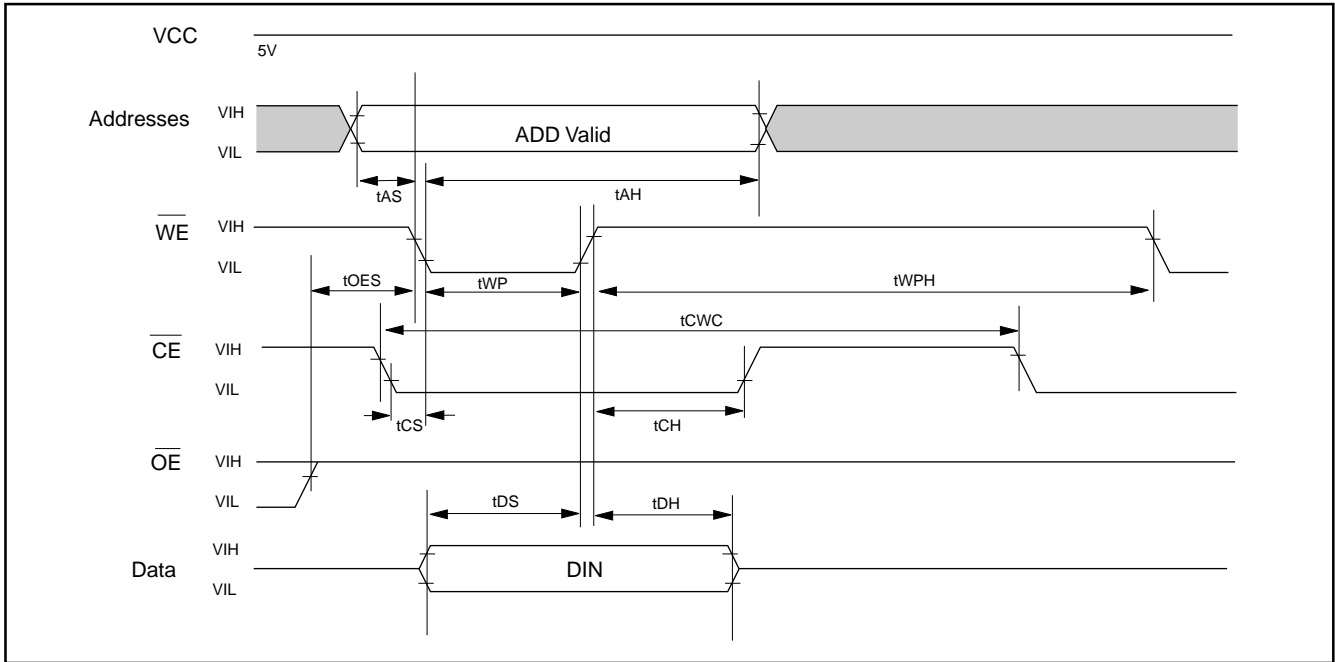 VCC
5V
Addresses
VIH
VIL
ADD Valid
tAS
tAH
WE
VIH
VIL
tOES
tWP
tWPH
tCWC
CE
VIH
VIL
tCS
tCH
OE
VIH
VIL
tDS
tDH
Data
VIH
VIL
DIN